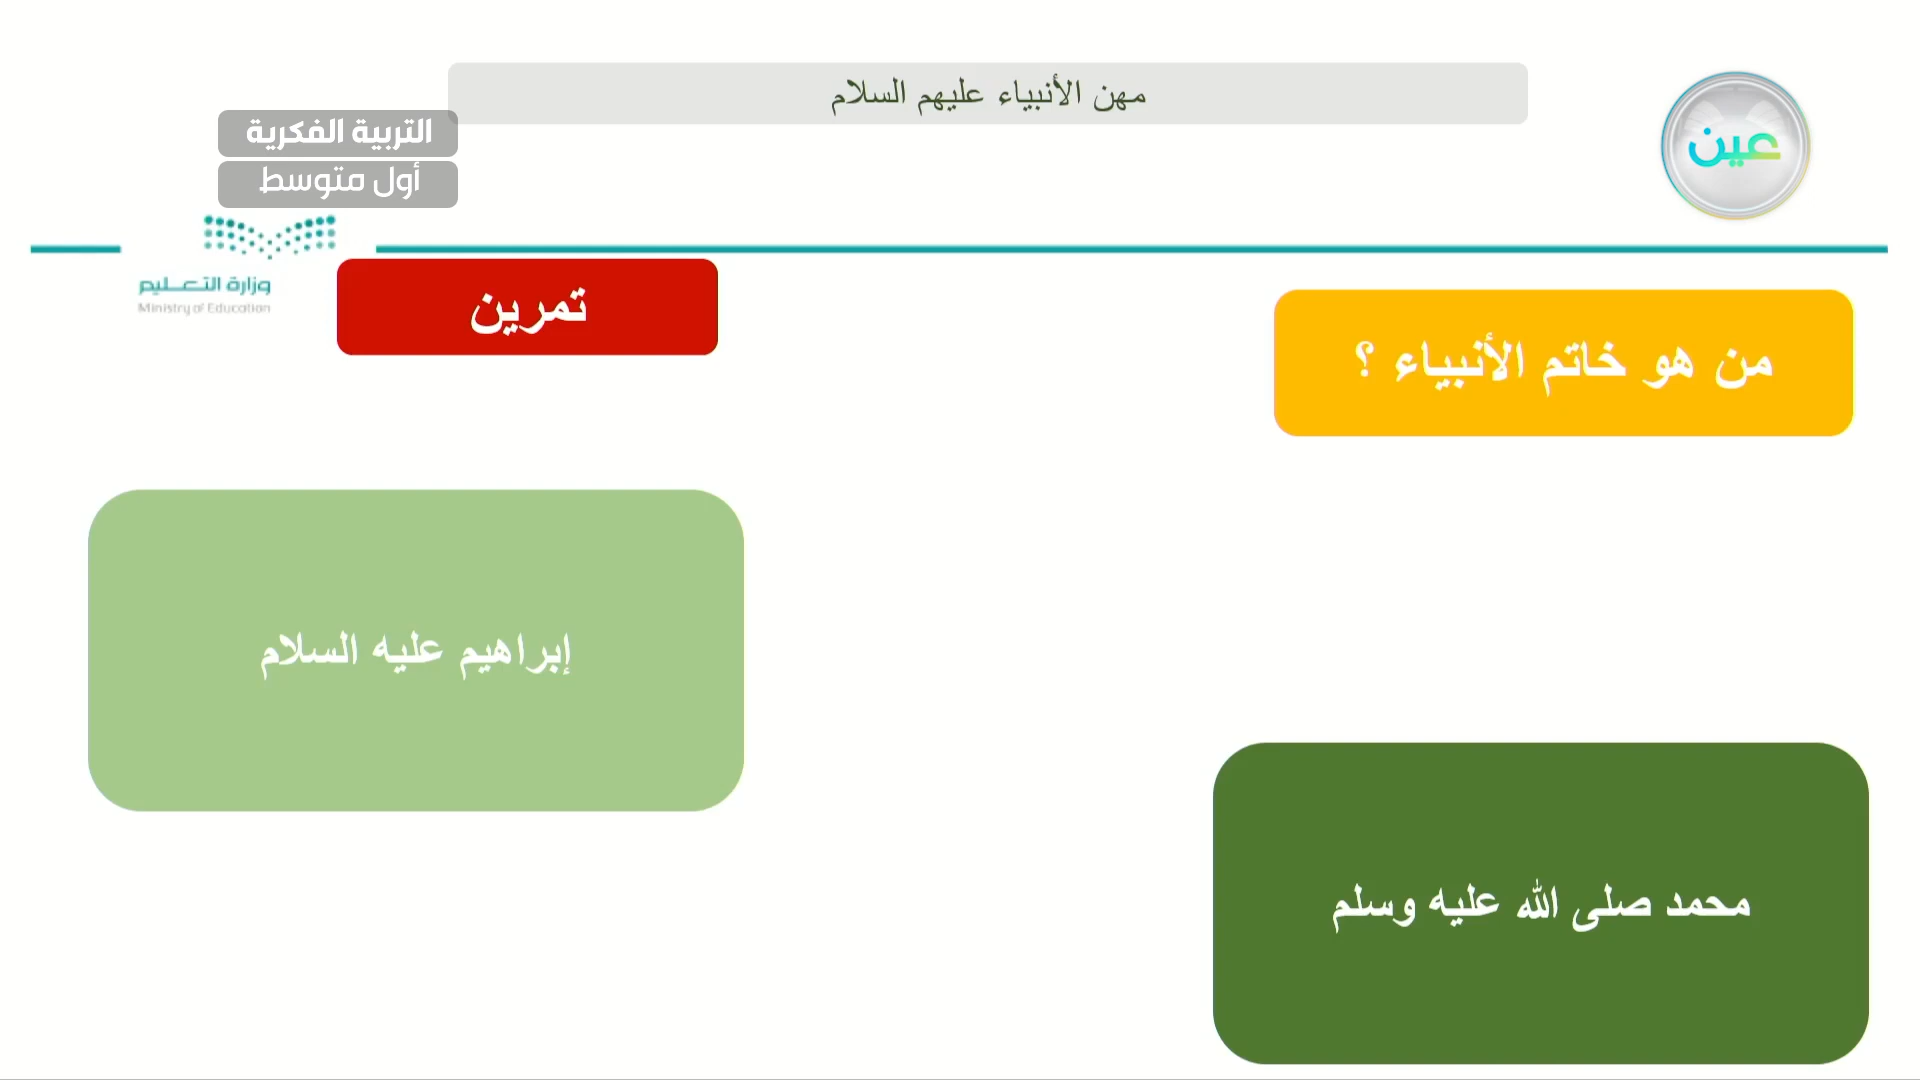 مهن الأنبياء عليهم السلام
عين
التربية الفكرية
أول متوسط
وزارة التعليم
Ministry of Education
تمرين
من هو خاتم الأنبياء ؟
إبراهيم عليه السلام
محمد صلى الله عليه وسلم